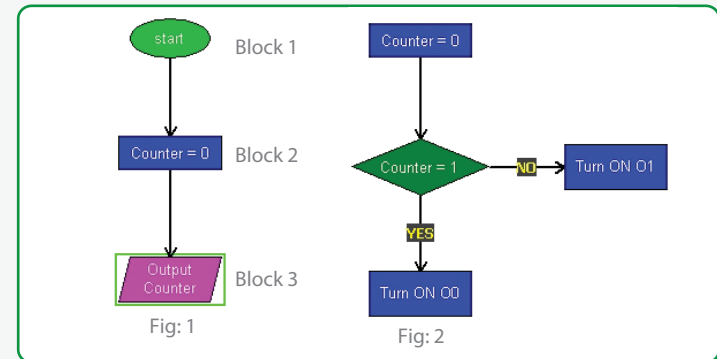 start
Block 1
Counter = 0
Block 2
Output
Counter
Block 3
Fig: 1
Counter = 0
Counter = 1
NO
Turn ON O1
YES
Turn ON O0
Fig: 2